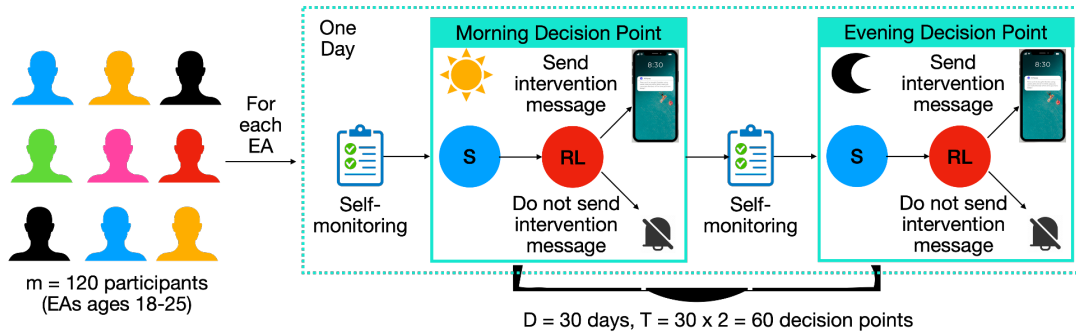 For
each
EA
m = 120 participants
(EAs ages 18-25)
One
Day
Self-
monitoring
Morning Decision Point
Send
intervention
message
8:30
S
RL
Do not send
intervention
message
Self-
monitoring
Evening Decision Point
Send
intervention
message
8:30
S
RL
Do not send
intervention
message
D = 30 days, T = 30 x 2 = 60 decision points